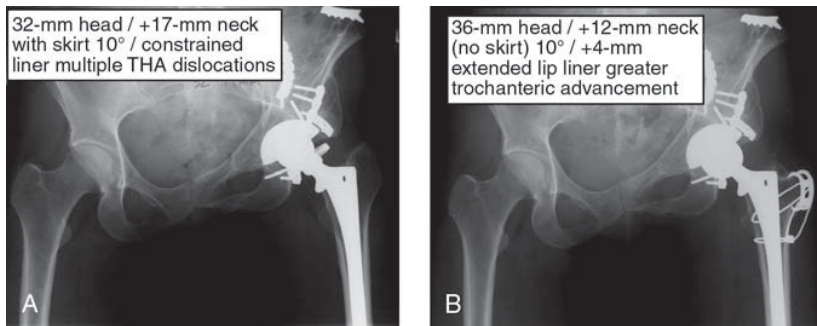 32-mm head / +17-mm neck
with skirt 10° / constrained
liner multiple THA dislocations
A
36-mm head / +12-mm neck
(no skirt) 10° / +4-mm
extended lip liner greater
trochanteric advancement
B